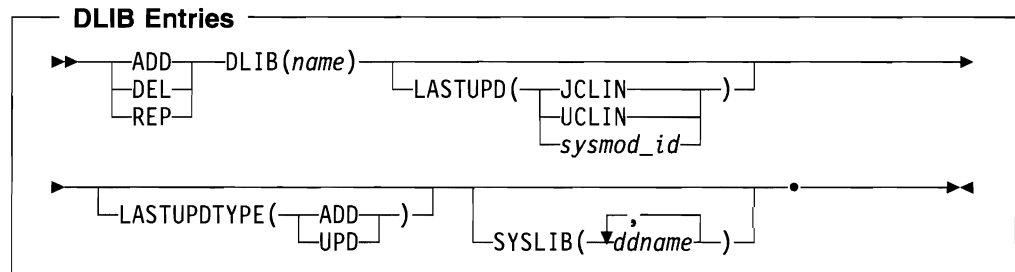 DLIB Entries
ADD DLIB(name)
DEL LASTUPD( JCLIN )
REP UCLIN
sysmod_id
LASTUPDTYPE( ADD ) ,
UPD SYSLIB( ddname )